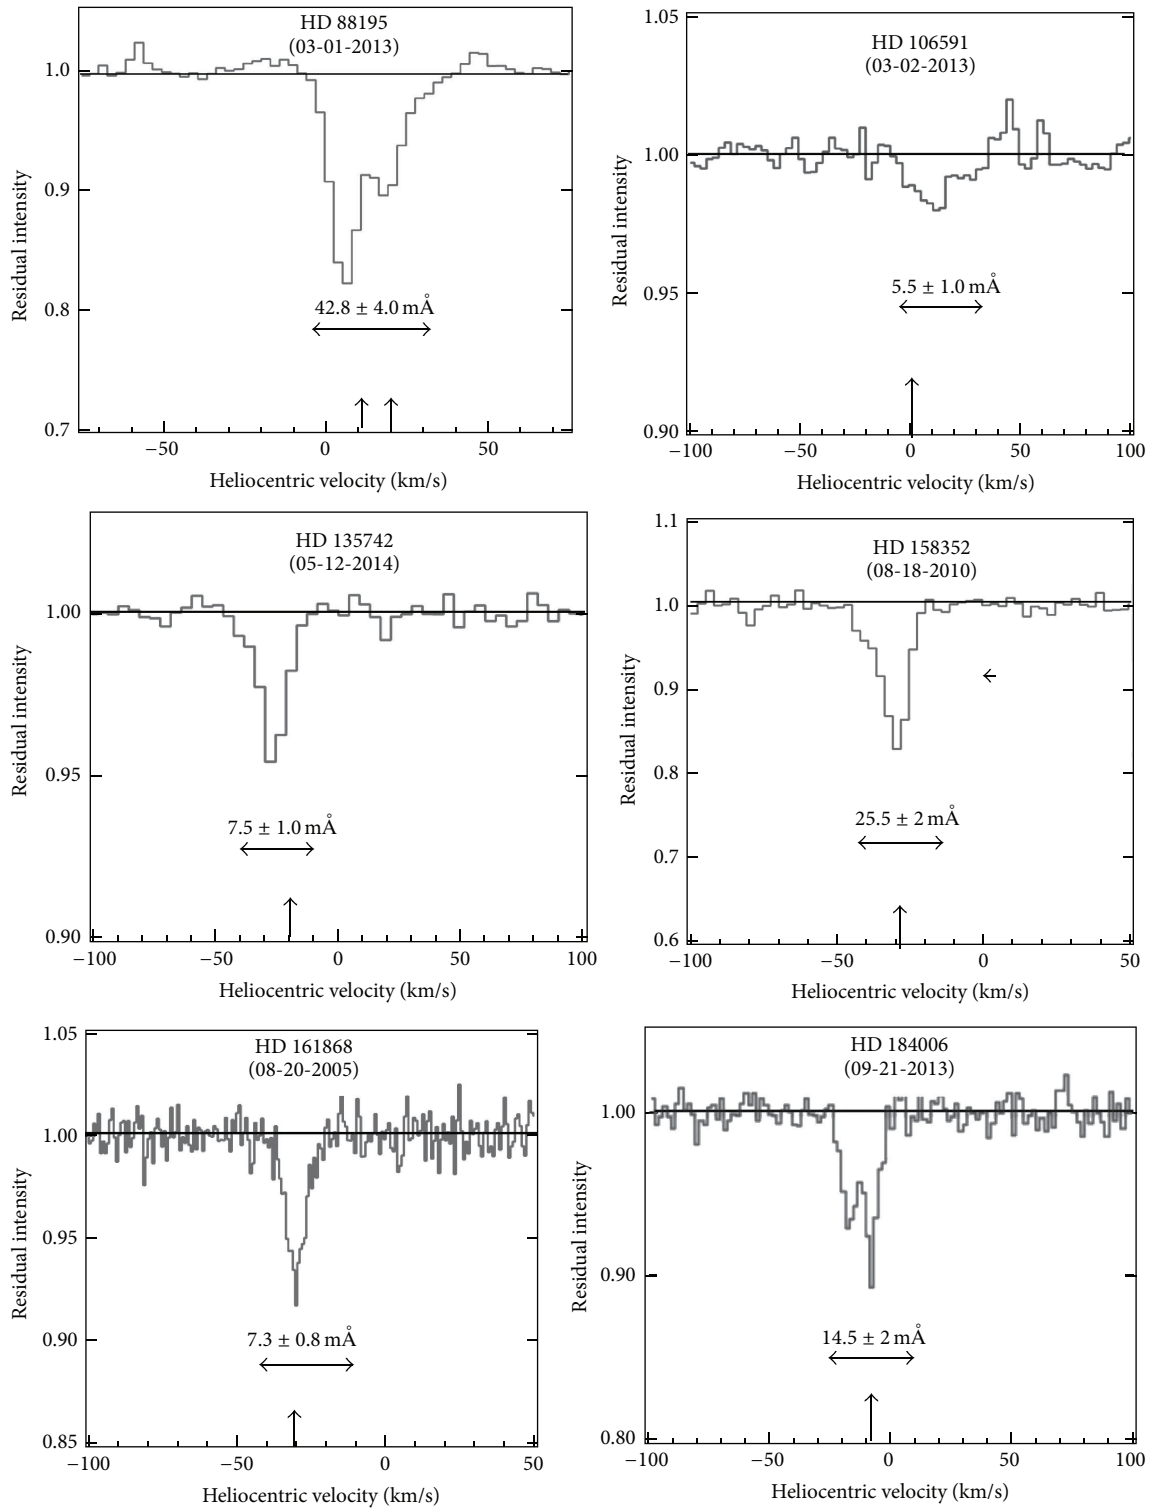 HD 88195
(03-01-2013)
1.0
0.9
0.8
0.7
Residual intensity
42.8 ± 4.0 mÅ
−50
0
50
Heliocentric velocity (km/s)
HD 106591
(03-02-2013)
1.05
1.00
0.95
0.90
Residual intensity
5.5 ± 1.0 mÅ
−100
−50
0
50
100
Heliocentric velocity (km/s)
HD 135742
(05-12-2014)
1.00
0.95
0.90
Residual intensity
7.5 ± 1.0 mÅ
−100
−50
0
50
100
Heliocentric velocity (km/s)
HD 158352
(08-18-2010)
1.1
1.0
0.9
0.8
0.7
0.6
Residual intensity
25.5 ± 2 mÅ
−100
−50
0
50
Heliocentric velocity (km/s)
HD 161868
(08-20-2005)
1.05
1.00
0.95
0.90
0.85
Residual intensity
7.3 ± 0.8 mÅ
−100
−50
0
50
Heliocentric velocity (km/s)
HD 184006
(09-21-2013)
1.00
0.90
0.80
Residual intensity
14.5 ± 2 mÅ
−100
−50
0
50
100
Heliocentric velocity (km/s)